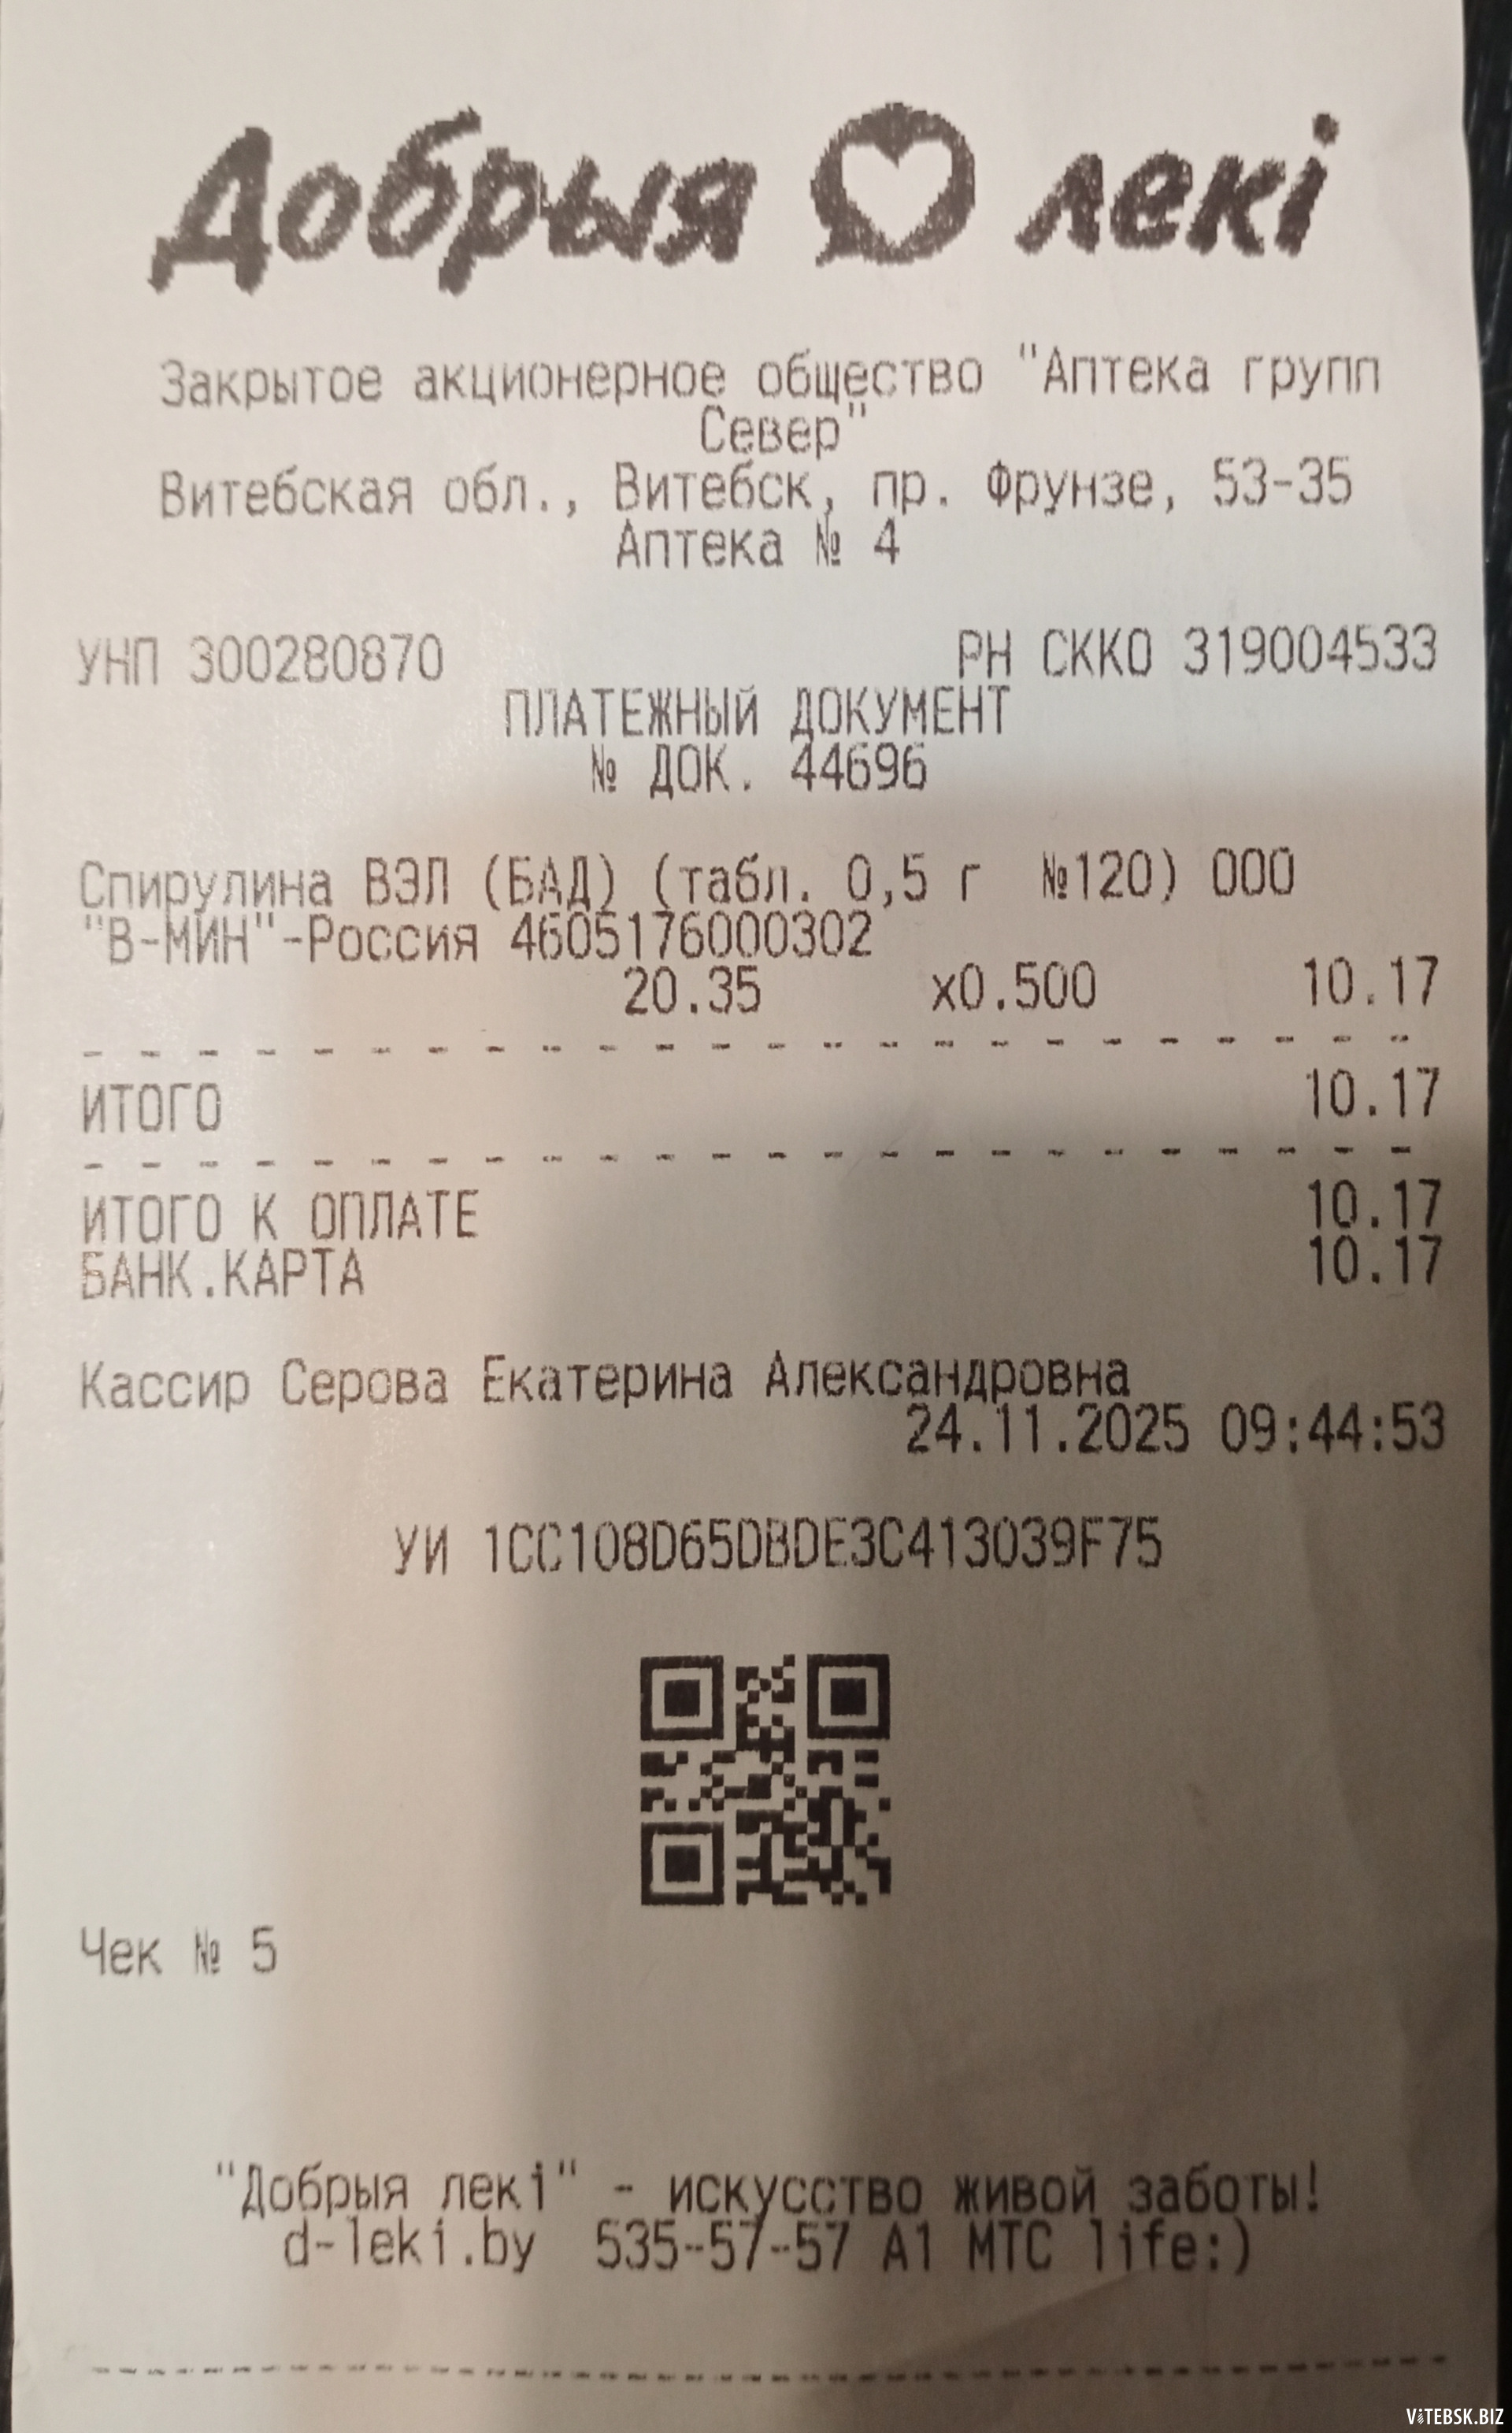 Добрыя лекі
Закрытое акционерное общество "Аптека групп
Север"
Витебская обл., Витебск, пр. Фрунзе, 53-35
Аптека № 4
УНП 300280870 РН СККО 319004533
ПЛАТЕЖНЫЙ ДОКУМЕНТ
№ ДОК. 44696
Спирулина ВЭЛ (БАД) (табл. 0,5 г №120) ООО
"В-МИН"-Россия 4605176000302
20.35 x0.500 10.17
ИТОГО 10.17
ИТОГО К ОПЛАТЕ 10.17
БАНК.КАРТА 10.17
Кассир Серова Екатерина Александровна
24.11.2025 09:44:53
УИ 1CC108D65DBDE3C413039F75
Чек № 5
"Добрыя лекі" - искусство живой заботы!
d-leki.by 535-57-57 A1 МТС life:)
ViTEBSK.BIZ